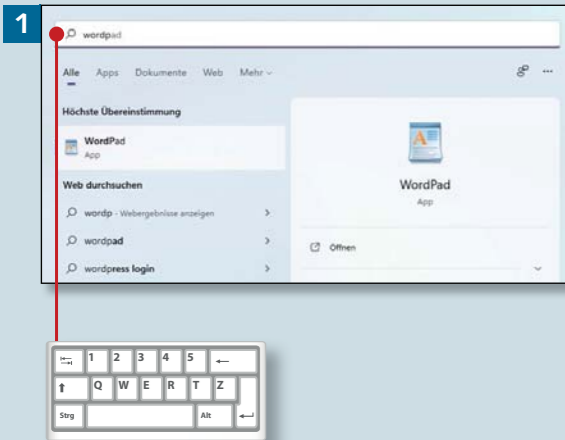 1
wordpad
Alle Apps Dokumente Web Mehr
Höchste Übereinstimmung
WordPad
App
WordPad
App
Web durchsuchen
wordp - Webergebnisse anzeigen
wordpad
wordpress login
Öffnen
1 2 3 4 5
Q W E R T Z
Strg Alt